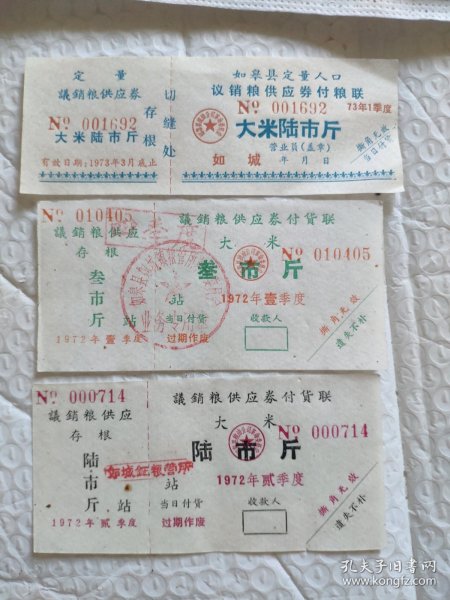 定量
議銷粮供应券
存根
№ 001692
大米陆市斤
有效日期:1973年3月底止
切缝处
如皋县定量人口
议销粮供应券付粮联
№ 001692
73年1季度
大米陆市斤
营业员(盖章)
如城 年 月 日
撕角无效
当日付货
№ 010405
議銷粮供应
存根
叁市斤
站
1972年壹季度
議銷粮供应券付貨联
大米
№ 010405
叁市斤
站
1972年壹季度
当日付貨
收款人
过期作废
撕角无效
遺失不补
№ 000714
議銷粮供应
存根
陆市斤
站
1972年贰季度
如城鎮粮管所
議銷粮供应券付貨联
大米
№ 000714
陆市斤
站
1972年贰季度
当日付貨
收款人
过期作废
撕角无效
遺失不补
孔夫子旧书网
www.kongfz.com